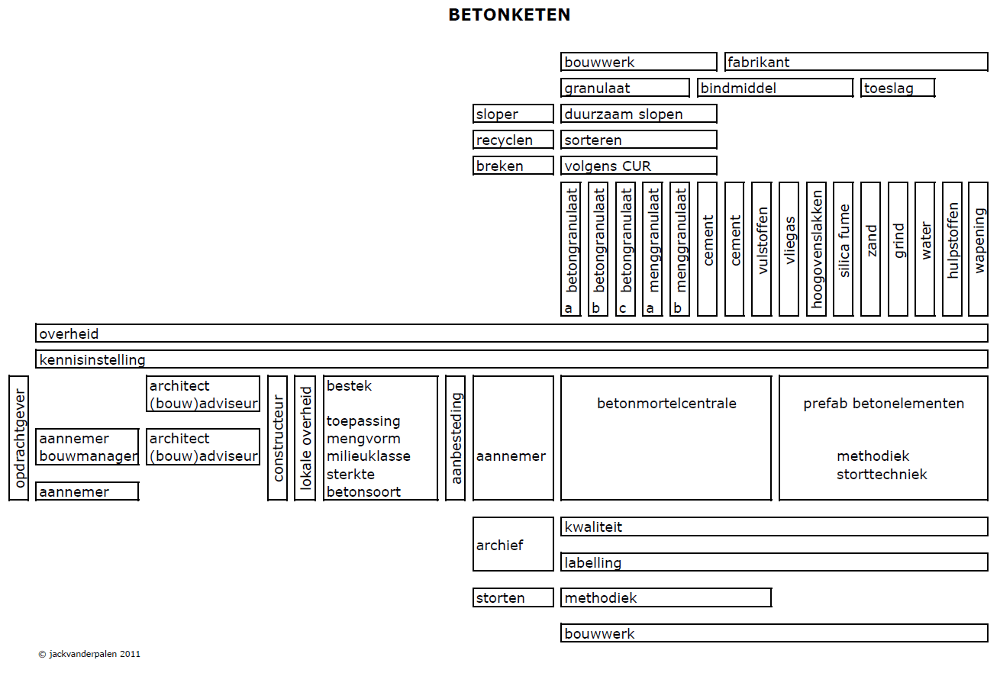 BETONKETEN
bouwwerk
fabrikant
granulaat
bindmiddel
toeslag
sloper
duurzaam slopen
recyclen
sorteren
breken
volgens CUR
betongranulaat
a
betongranulaat
b
betongranulaat
c
menggranulaat
a
menggranulaat
b
cement
cement
vulstoffen
vliegas
hoogovenslakken
silica fume
zand
grind
water
hulpstoffen
wapening
overheid
kennisinstelling
opdrachtgever
aannemer
bouwmanager
aannemer
architect
(bouw)adviseur
architect
(bouw)adviseur
constructeur
lokale overheid
bestek
toepassing
mengvorm
milieuklasse
sterkte
betonsoort
aanbesteding
aannemer
betonmortelcentrale
prefab betonelementen
methodiek
storttechniek
archief
kwaliteit
labelling
storten
methodiek
bouwwerk
© jackvanderpalen 2011